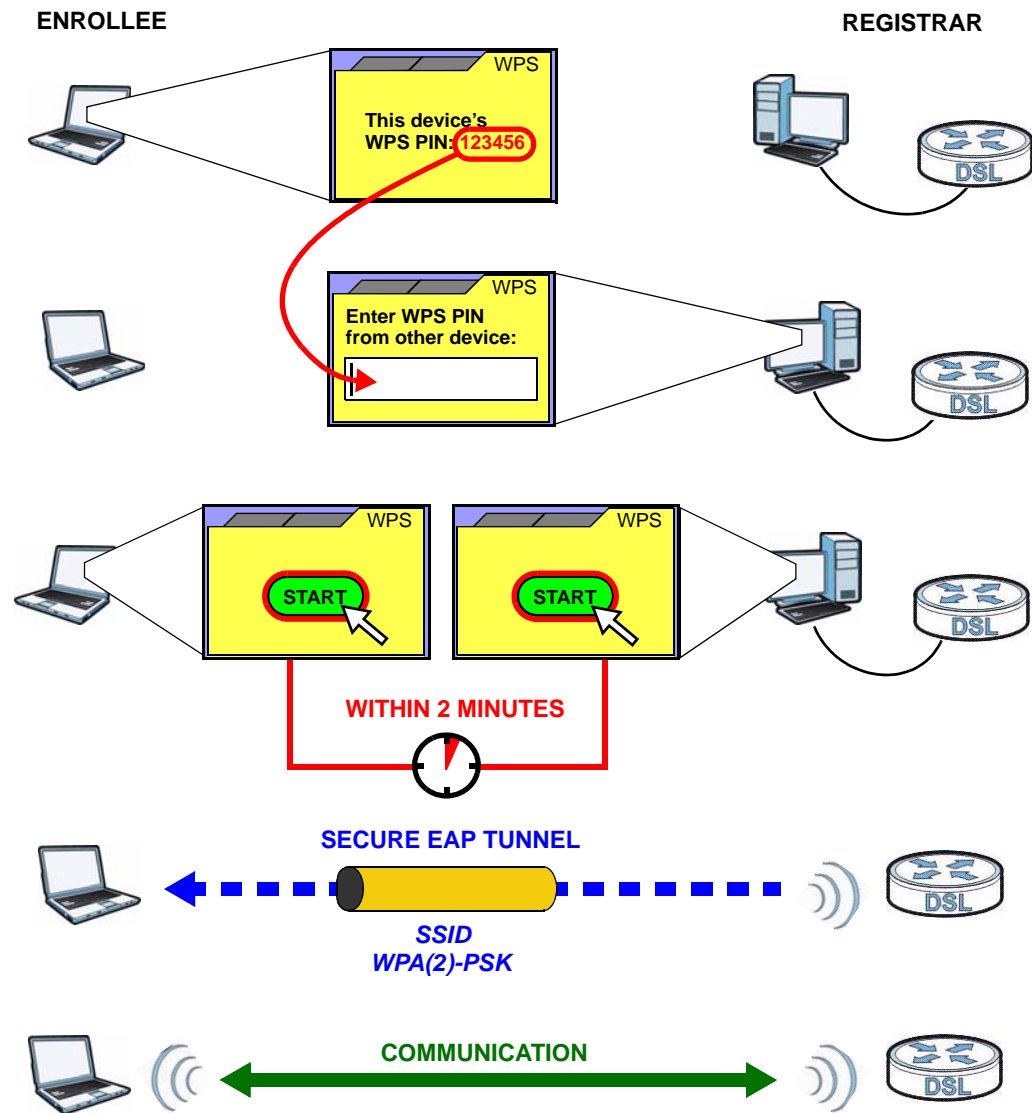 ENROLLEE
REGISTRAR
WPS
This device's
WPS PIN: 123456
DSL
WPS
Enter WPS PIN
from other device:
DSL
WPS
START
WPS
START
DSL
WITHIN 2 MINUTES
SECURE EAP TUNNEL
DSL
SSID
WPA(2)-PSK
COMMUNICATION
DSL